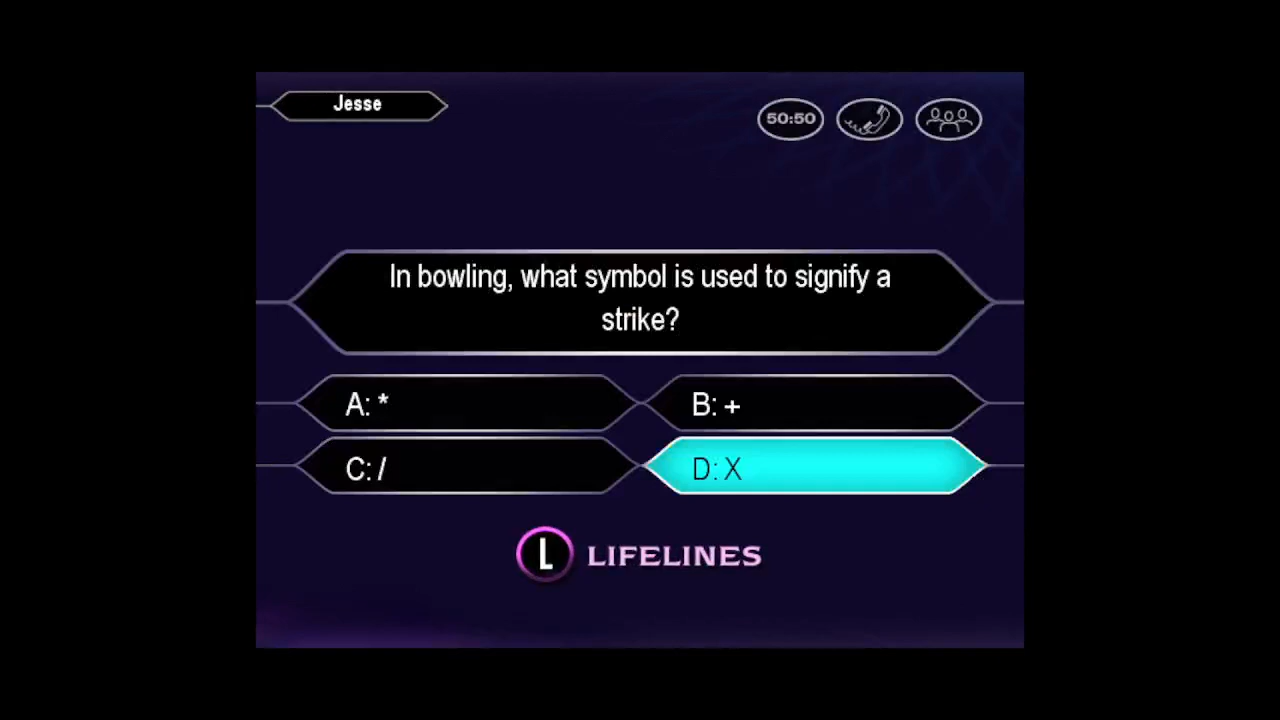 Jesse
50:50
In bowling, what symbol is used to signify a
strike?
A: *
B: +
C: /
D: X
L LIFELINES